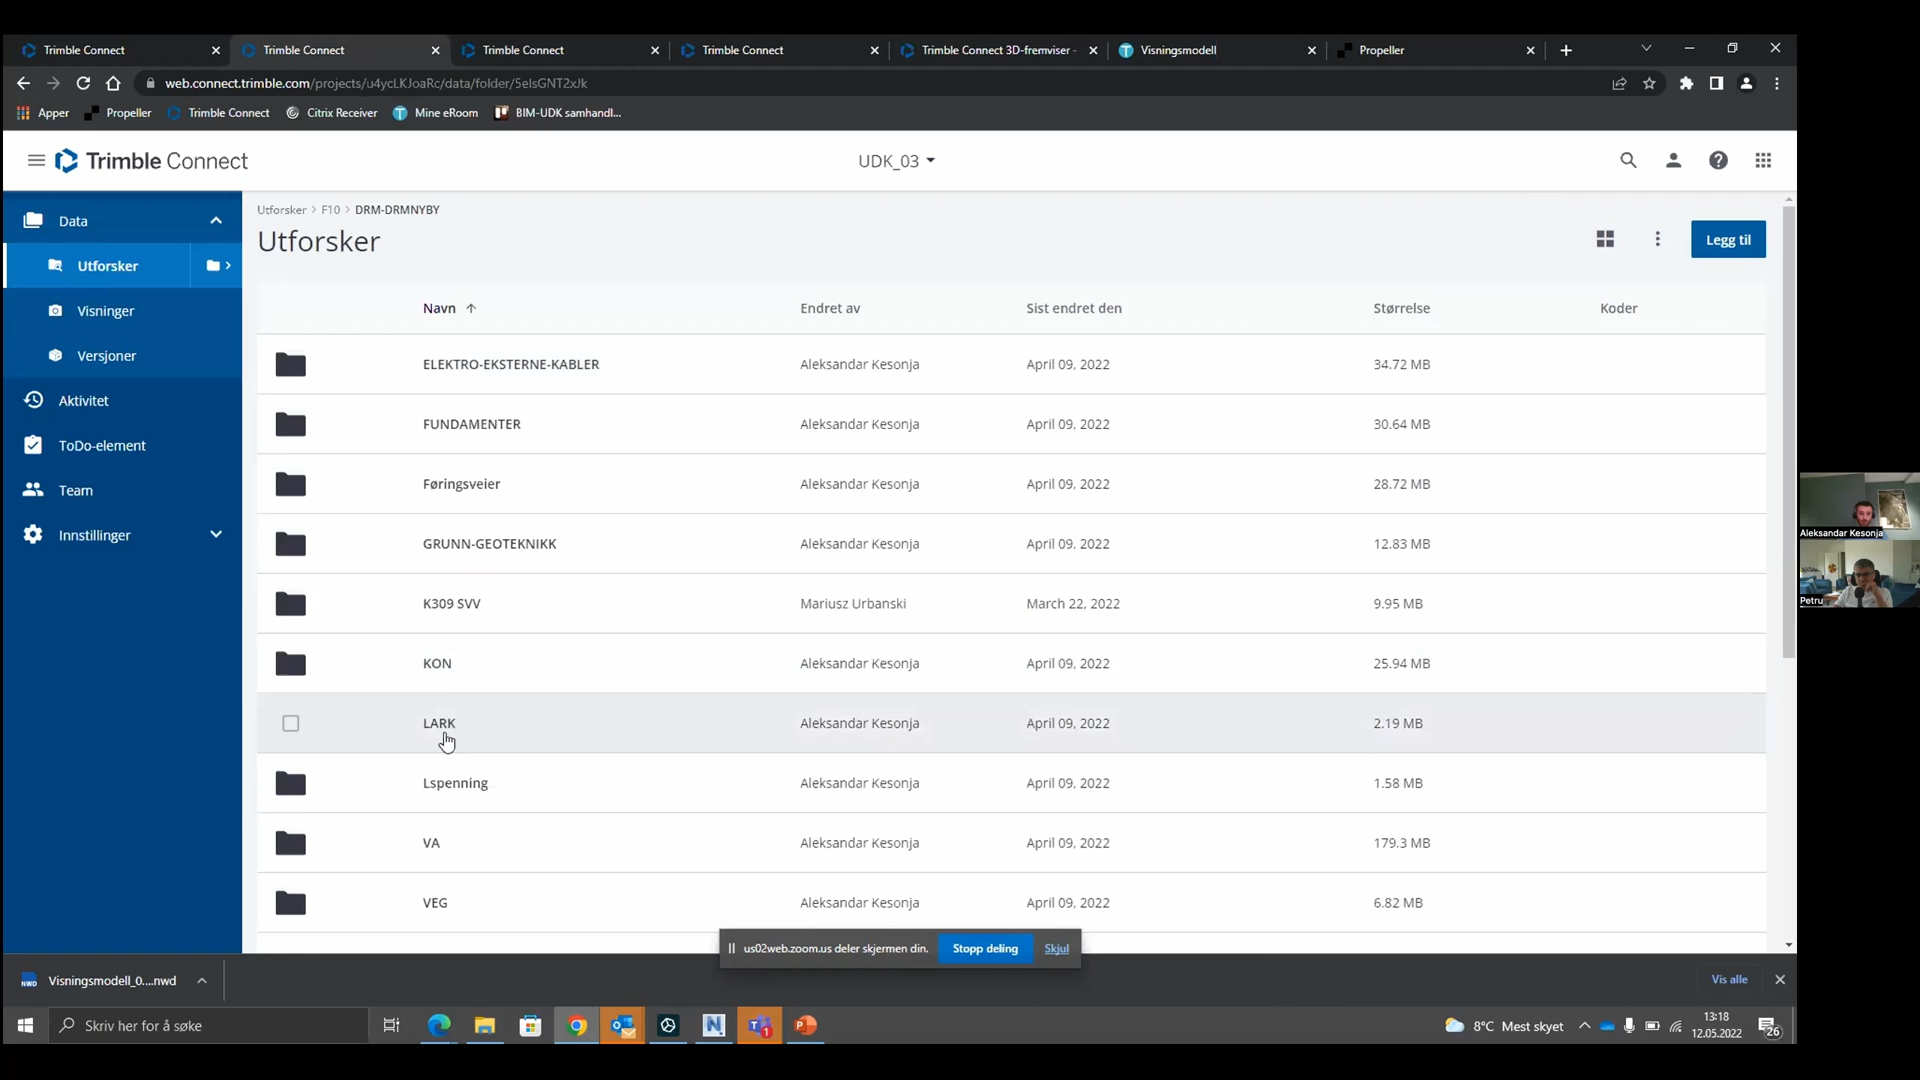 Trimble Connect
Trimble Connect
Trimble Connect
Trimble Connect
Trimble Connect 3D-fremviser -
Visningsmodell
Propeller
web.connect.trimble.com/projects/u4ycLKJoaRc/data/folder/5eIsGNT2xJk
Apper
Propeller
Trimble Connect
Citrix Receiver
Mine eRoom
BIM-UDK samhandl...
Trimble Connect
UDK_03
Data
Utforsker
Visninger
Versjoner
Aktivitet
ToDo-element
Team
Innstillinger
Utforsker > F10 > DRM-DRMNYBY
Utforsker
Legg til
Navn Endret av Sist endret den Størrelse Koder
ELEKTRO-EKSTERNE-KABLER Aleksandar Kesonja April 09, 2022 34.72 MB
FUNDAMENTER Aleksandar Kesonja April 09, 2022 30.64 MB
Føringsveier Aleksandar Kesonja April 09, 2022 28.72 MB
GRUNN-GEOTEKNIKK Aleksandar Kesonja April 09, 2022 12.83 MB
K309 SVV Mariusz Urbanski March 22, 2022 9.95 MB
KON Aleksandar Kesonja April 09, 2022 25.94 MB
LARK Aleksandar Kesonja April 09, 2022 2.19 MB
Lspenning Aleksandar Kesonja April 09, 2022 1.58 MB
VA Aleksandar Kesonja April 09, 2022 179.3 MB
VEG Aleksandar Kesonja April 09, 2022 6.82 MB
Aleksandar Kesonja
Petru
us02web.zoom.us deler skjermen din.
Stopp deling
Skjul
NWD
Visningsmodell_0....nwd
Vis alle
Skriv her for å søke
N
1
P
8°C Mest skyet
13:18
12.05.2022
26